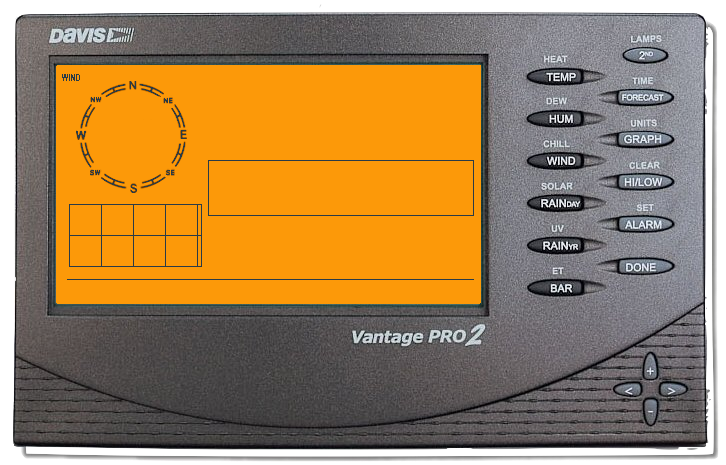 DAVIS
WIND
N
NW
NE
W
E
SW
SE
S
LAMPS
2ND
HEAT
TEMP
TIME
FORECAST
DEW
HUM
UNITS
GRAPH
CHILL
WIND
CLEAR
HI/LOW
SOLAR
RAINDAY
SET
ALARM
UV
RAINYR
DONE
ET
BAR
Vantage PRO2
+
<
>
-